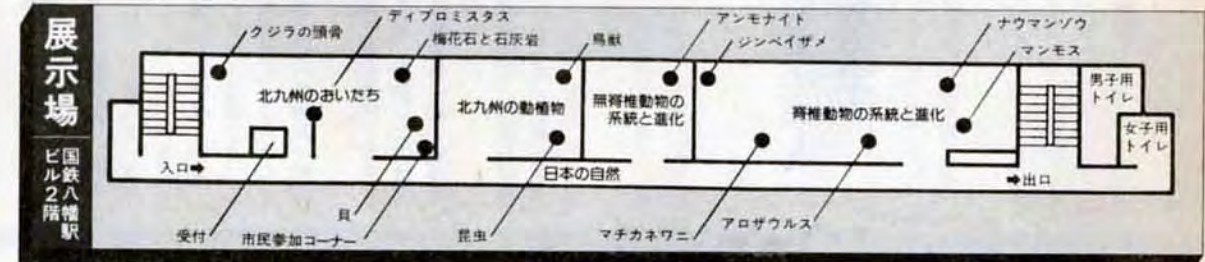 展示場
国鉄八幡駅
ビル2階
クジラの頭骨
ディプロミスタス
梅花石と石灰岩
鳥獣
アンモナイト
ジンベイザメ
ナウマンゾウ
マンモス
男子用
トイレ
女子用
トイレ
北九州のおいたち
北九州の動植物
無脊椎動物の
系統と進化
脊椎動物の系統と進化
入口➡
日本の自然
➡出口
受付
市民参加コーナー
貝
昆虫
マチカネワニ
アロザウルス